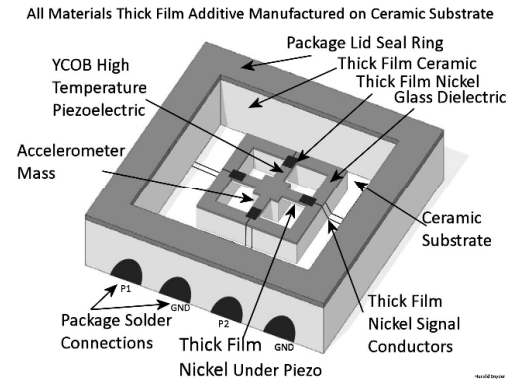 All Materials Thick Film Additive Manufactured on Ceramic Substrate
Package Lid Seal Ring
Thick Film Ceramic
Thick Film Nickel
Glass Dielectric
YCOB High
Temperature
Piezoelectric
Accelerometer
Mass
Ceramic
Substrate
Thick Film
Nickel Signal
Conductors
P1
GND
P2
GND
Package Solder
Connections
Thick Film
Nickel Under Piezo
Harold Snyder